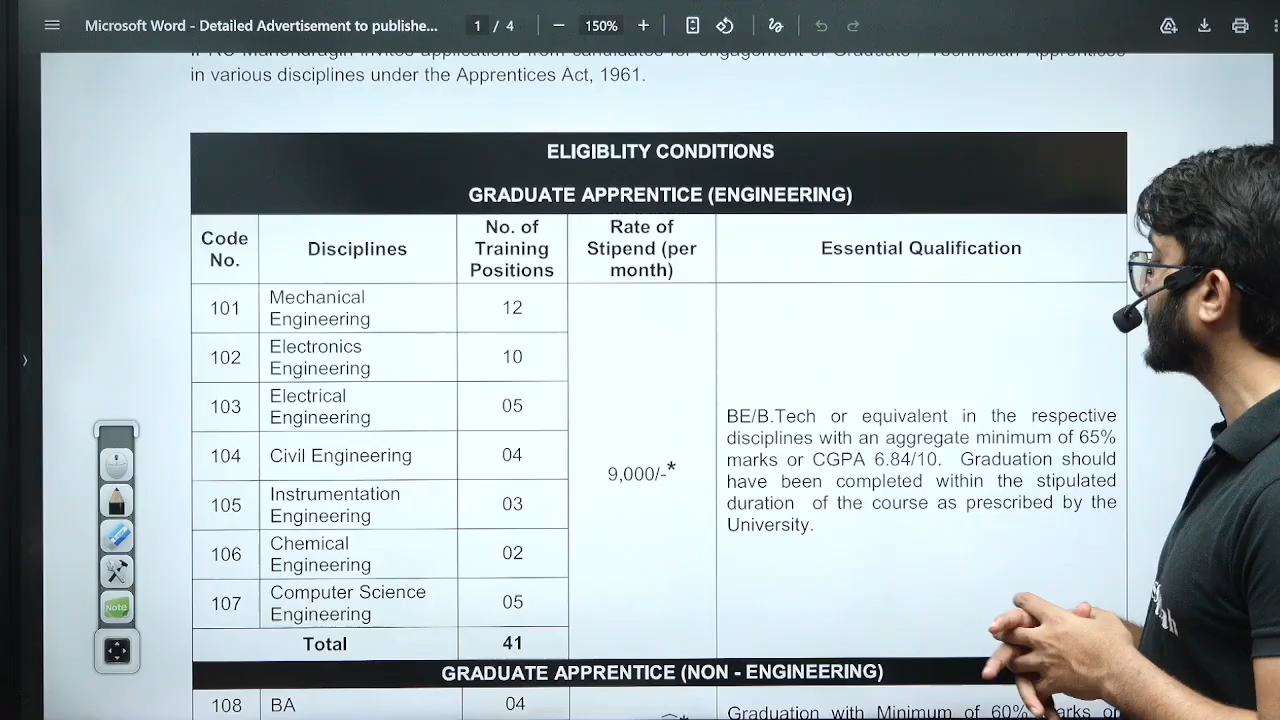 Microsoft Word - Detailed Advertisement to publishe...
1 / 4
150%
in various disciplines under the Apprentices Act, 1961.
ELIGIBLITY CONDITIONS
GRADUATE APPRENTICE (ENGINEERING)
Code No.
Disciplines
No. of Training Positions
Rate of Stipend (per month)
Essential Qualification
101
Mechanical Engineering
12
102
Electronics Engineering
10
103
Electrical Engineering
05
104
Civil Engineering
04
105
Instrumentation Engineering
03
106
Chemical Engineering
02
107
Computer Science Engineering
05
Total
41
9,000/-*
BE/B.Tech or equivalent in the respective
disciplines with an aggregate minimum of 65%
marks or CGPA 6.84/10. Graduation should
have been completed within the stipulated
duration of the course as prescribed by the
University.
GRADUATE APPRENTICE (NON - ENGINEERING)
108
BA
04
Graduation with Minimum of 60% marks or
Note